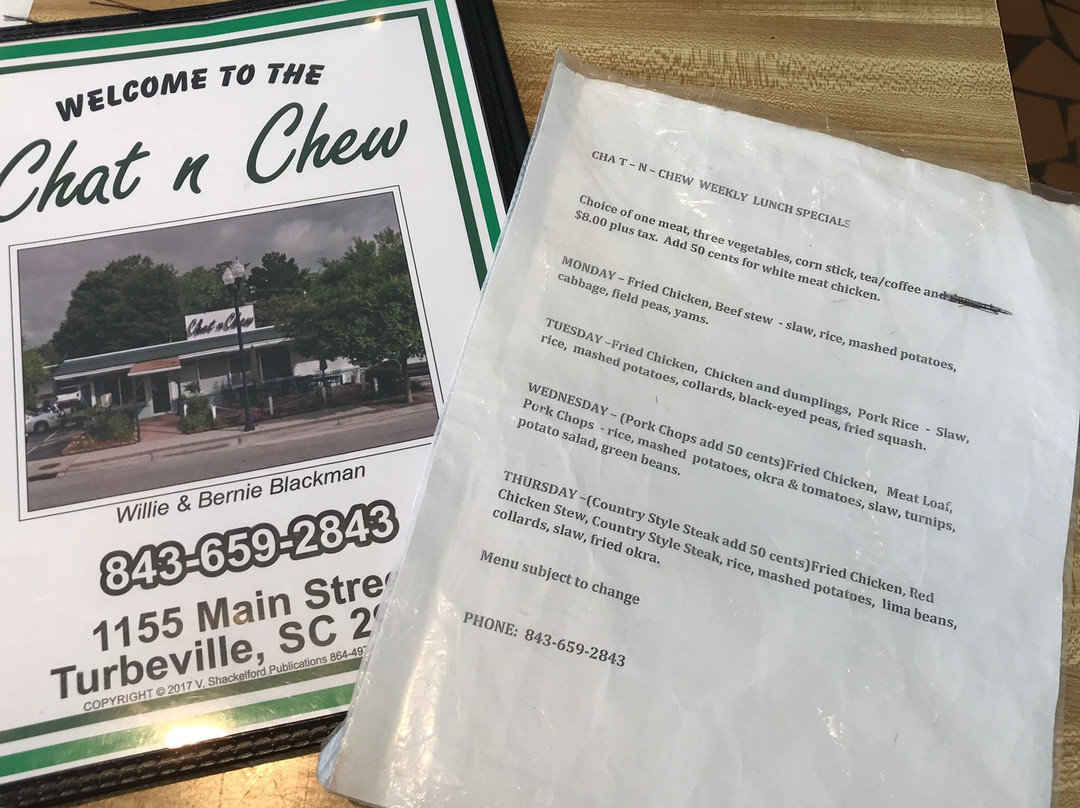 WELCOME TO THE
Chat n Chew
Chat n Chew
Willie & Bernie Blackman
843-659-2843
1155 Main Stre
Turbeville, SC 2
COPYRIGHT © 2017 V. Shackelford Publications 864-49
CHA T – N – CHEW WEEKLY LUNCH SPECIALS
Choice of one meat, three vegetables, corn stick, tea/coffee and
$8.00 plus tax. Add 50 cents for white meat chicken.
MONDAY – Fried Chicken, Beef stew - slaw, rice, mashed potatoes,
cabbage, field peas, yams.
TUESDAY –Fried Chicken, Chicken and dumplings, Pork Rice - Slaw,
rice, mashed potatoes, collards, black-eyed peas, fried squash.
WEDNESDAY – (Pork Chops add 50 cents)Fried Chicken, Meat Loaf,
Pork Chops - rice, mashed potatoes, okra & tomatoes, slaw, turnips,
potato salad, green beans.
THURSDAY –(Country Style Steak add 50 cents)Fried Chicken, Red
Chicken Stew, Country Style Steak, rice, mashed potatoes, lima beans,
collards, slaw, fried okra.
Menu subject to change
PHONE: 843-659-2843